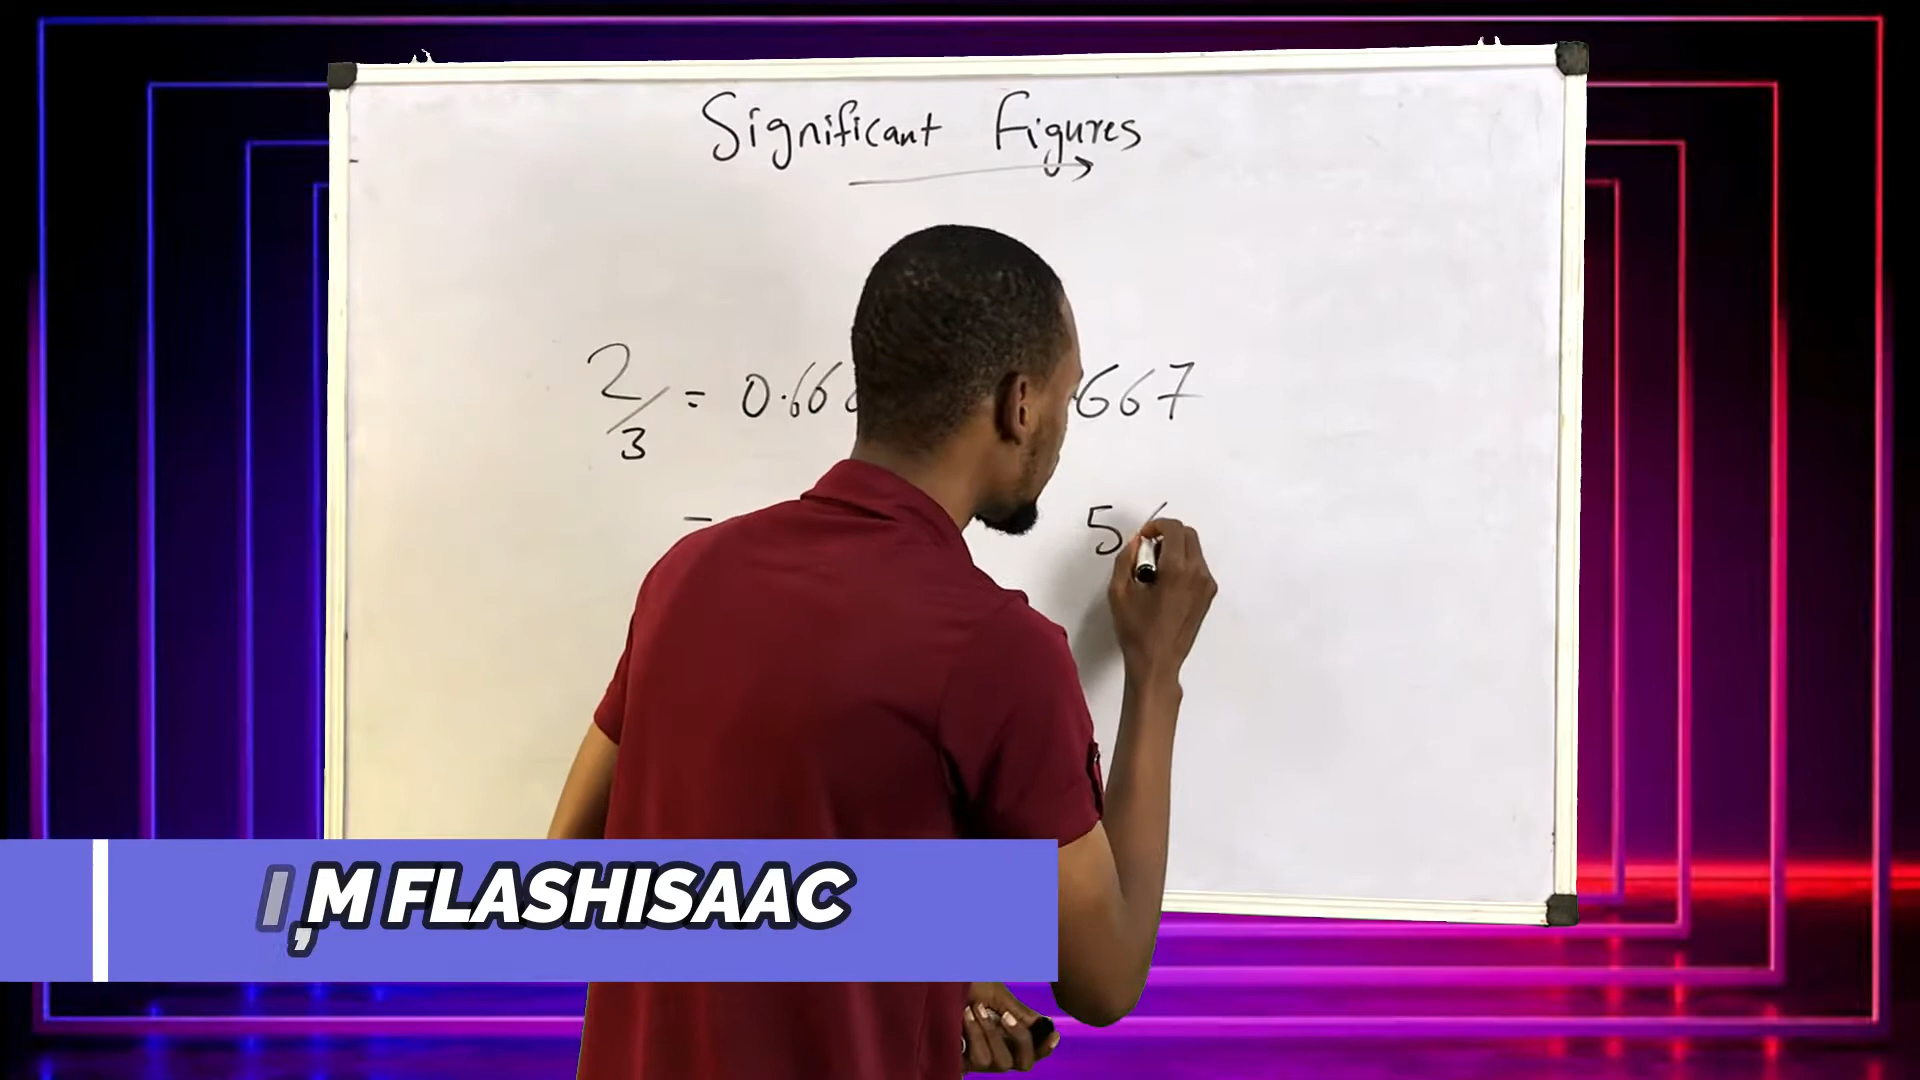 Significant Figures
2/3 = 0.66 667
= 5
I,M FLASHISAAC